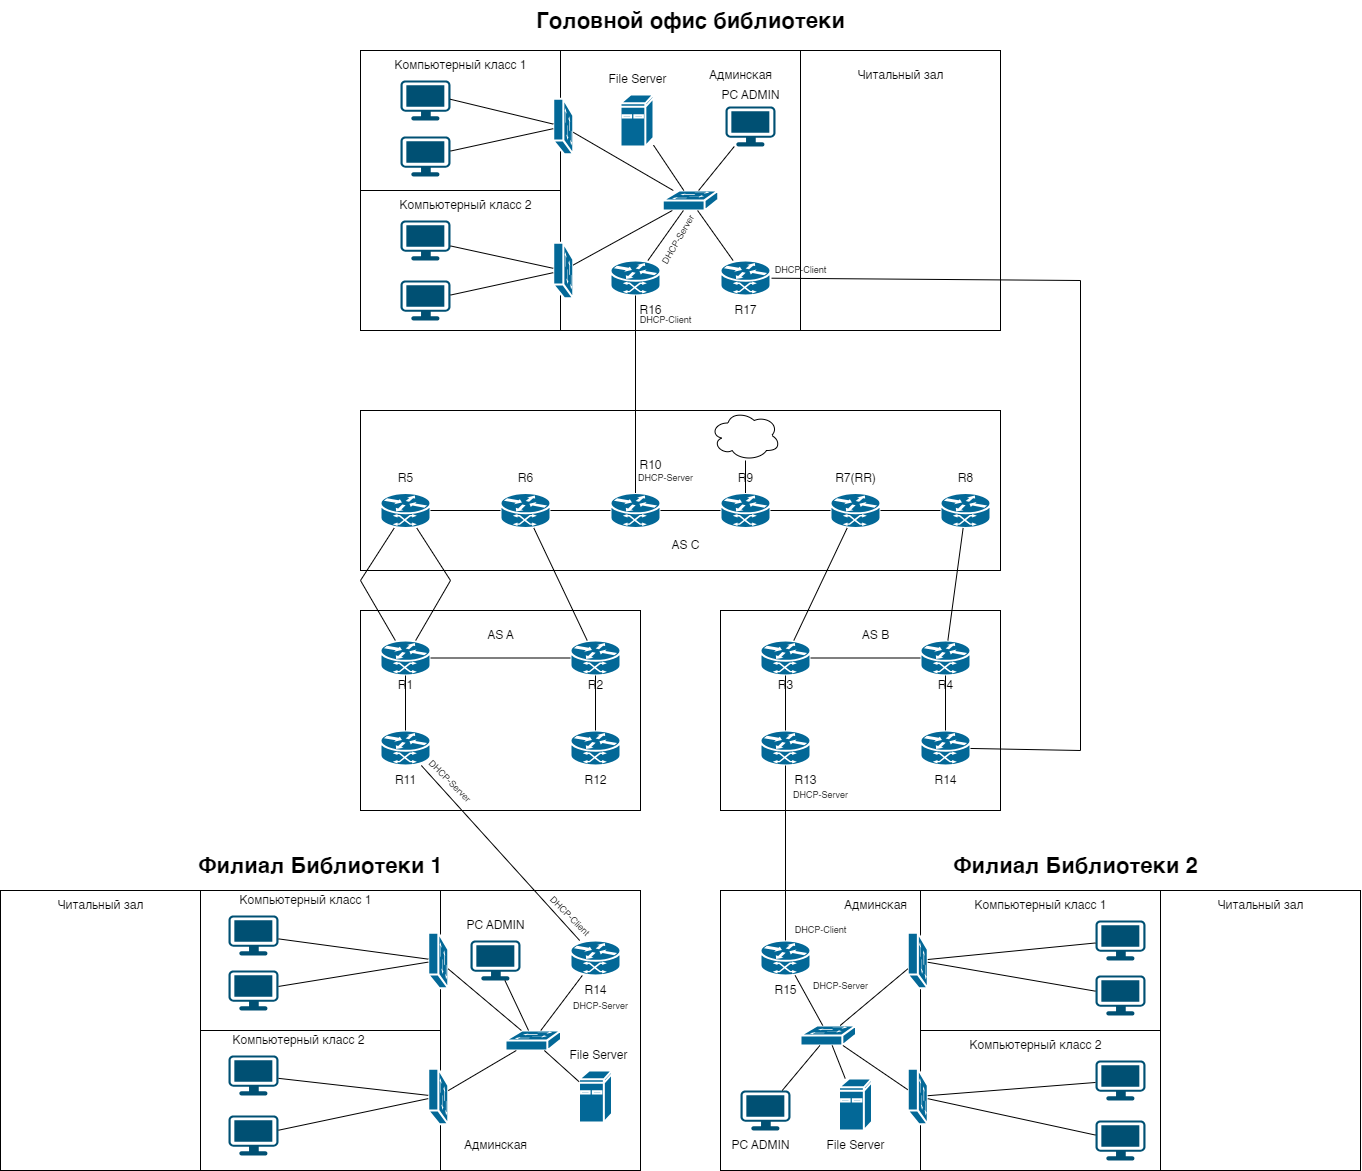 Головной офис библиотеки
Компьютерный класс 1
File Server
Админская
PC ADMIN
Читальный зал
Компьютерный класс 2
DHCP-Server
DHCP-Client
R16
DHCP-Client
R17
R10
DHCP-Server
R5
R6
R9
R7(RR)
R8
AS C
AS A
AS B
R1
R2
R3
R4
R11
DHCP-Server
R12
R13
DHCP-Server
R14
Филиал Библиотеки 1
Филиал Библиотеки 2
Читальный зал
Компьютерный класс 1
PC ADMIN
DHCP-Client
R14
DHCP-Server
Компьютерный класс 2
File Server
Админская
Админская
Компьютерный класс 1
Читальный зал
DHCP-Client
R15
DHCP-Server
Компьютерный класс 2
PC ADMIN
File Server